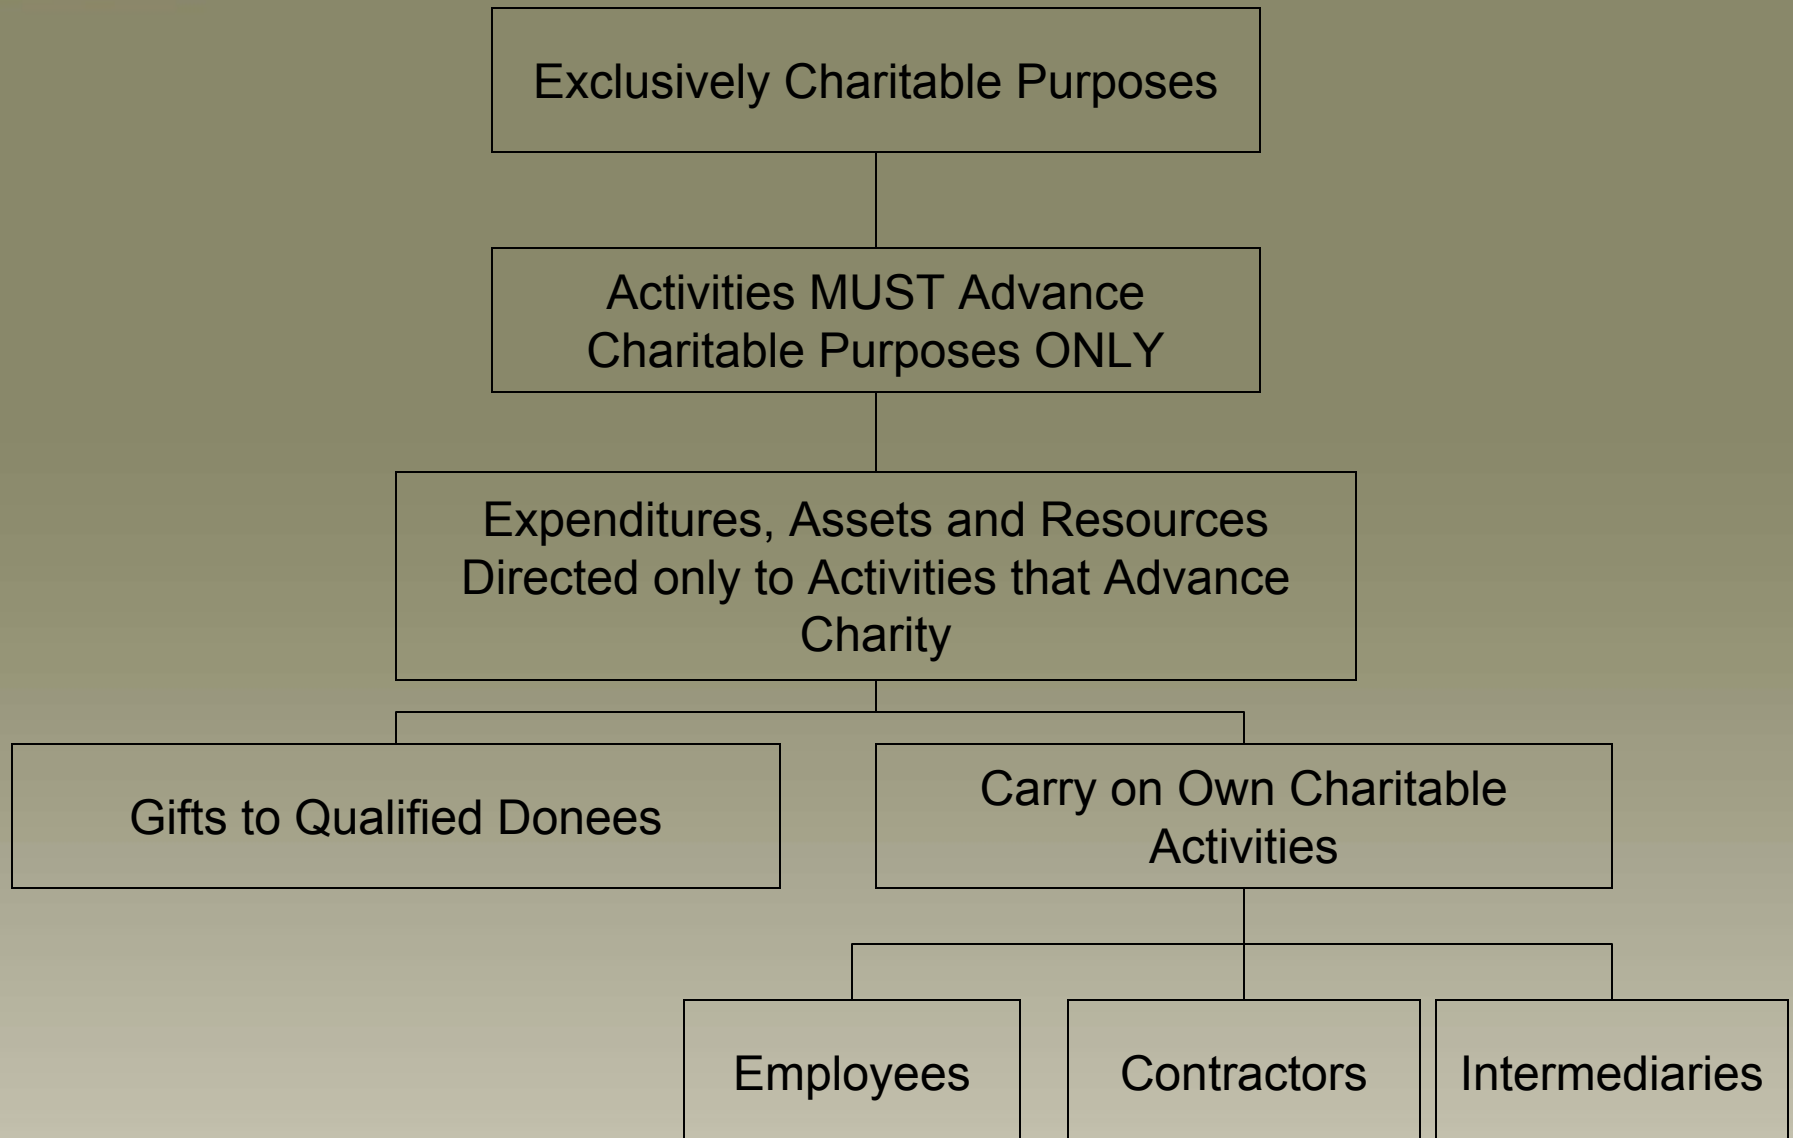 Exclusively Charitable Purposes
Activities MUST Advance
Charitable Purposes ONLY
Expenditures, Assets and Resources
Directed only to Activities that Advance
Charity
Gifts to Qualified Donees
Carry on Own Charitable
Activities
Employees
Contractors
Intermediaries